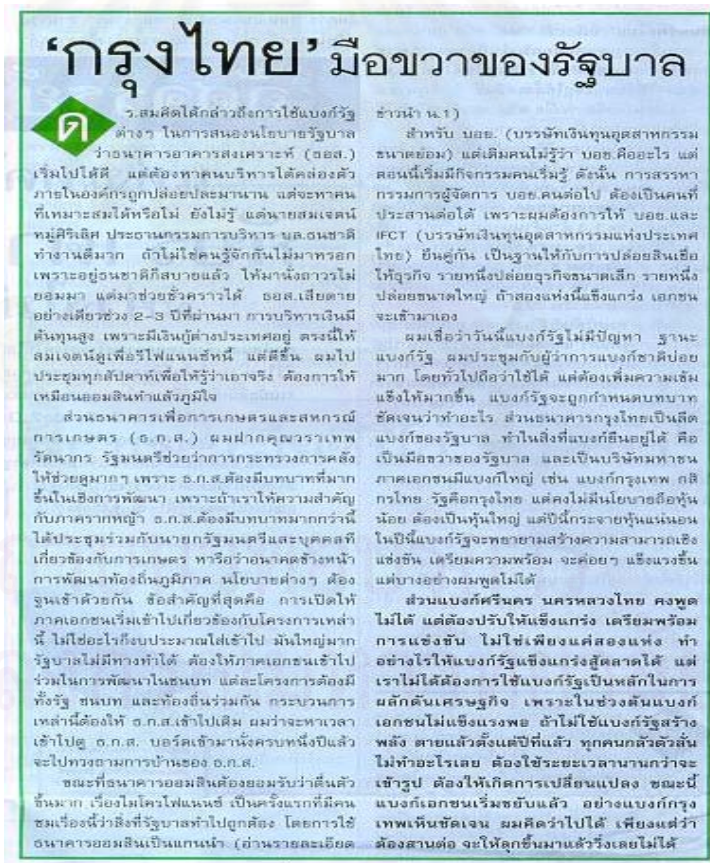 'กรุงไทย' มือขวาของรัฐบาล
ดร.สมคิดได้กล่าวถึงการใช้แบงก์รัฐ
ต่างๆ ในการสนองนโยบายรัฐบาล
ว่าธนาคารอาคารสงเคราะห์ (ธอส.)
เริ่มไปได้ดี แต่ต้องหาคนบริหารได้คล่องตัว
ภายในองค์กรถูกปล่อยปละมานาน แต่จะหาคน
ที่เหมาะสมได้หรือไม่ ยังไม่รู้ แต่นายสมเจตน์
หมู่ศิริเลิศ ประธานกรรมการบริหาร บล.ธนชาติ
ทำงานดีมาก ถ้าไม่ใช่คนรู้จักกันไม่มาหรอก
เพราะอยู่ธนชาติก็สบายแล้ว ให้มานั่งถาวรไม่
ยอมมา แต่มาช่วยชั่วคราวได้ ธอส.เสียดาย
อย่างเดียวช่วง 2-3 ปีที่ผ่านมา การบริหารเงินมี
ต้นทุนสูง เพราะมีเงินกู้ต่างประเทศอยู่ ตรงนี้ให้
สมเจตน์ดูเพื่อรีไฟแนนซ์หนี้ แต่ดีขึ้น ผมไป
ประชุมทุกสัปดาห์เพื่อให้รู้ว่าเอาจริง ต้องการให้
เหมือนออมสินทำแล้วภูมิใจ
ส่วนธนาคารเพื่อการเกษตรและสหกรณ์
การเกษตร (ธ.ก.ส.) ผมฝากคุณวราเทพ
รัตนากร รัฐมนตรีช่วยว่าการกระทรวงการคลัง
ให้ช่วยดูมากๆ เพราะ ธ.ก.ส.ต้องมีบทบาทที่มาก
ขึ้นในเชิงการพัฒนา เพราะถ้าเราให้ความสำคัญ
กับภาครากหญ้า ธ.ก.ส.ต้องมีบทบาทมากกว่านี้
ได้ประชุมร่วมกับนายกรัฐมนตรีและบุคคลที่
เกี่ยวข้องกับการเกษตร หารือว่าอนาคตข้างหน้า
การพัฒนาท้องถิ่นภูมิภาค นโยบายต่างๆ ต้อง
จูนเข้าด้วยกัน ข้อสำคัญที่สุดคือ การเปิดให้
ภาคเอกชนเริ่มเข้าไปเกี่ยวข้องกับโครงการเหล่า
นี้ ไม่ใช่อะไรก็งบประมาณใส่เข้าไป มันใหญ่มาก
รัฐบาลไม่มีทางทำได้ ต้องให้ภาคเอกชนเข้าไป
ร่วมในการพัฒนาในชนบท แต่ละโครงการต้องมี
ทั้งรัฐ ชนบท และท้องถิ่นร่วมกัน กระบวนการ
เหล่านี้ต้องให้ ธ.ก.ส.เข้าไปเติม ผมว่าจะหาเวลา
เข้าไปดู ธ.ก.ส. บอร์ดเข้ามานั่งครบหนึ่งปีแล้ว
จะไปทวงถามการบ้านของ ธ.ก.ส.
ขณะที่ธนาคารออมสินต้องยอมรับว่าตื่นตัว
ขึ้นมาก เรื่องไมโครไฟแนนซ์ เป็นครั้งแรกที่มีคน
ชมเรื่องนี้ว่าสิ่งที่รัฐบาลทำไปถูกต้อง โดยการใช้
ธนาคารออมสินเป็นแกนนำ (อ่านรายละเอียด
ข่าวนำ น.1)
สำหรับ บอย. (บรรษัทเงินทุนอุตสาหกรรม
ขนาดย่อม) แต่เดิมคนไม่รู้ว่า บอย.คืออะไร แต่
ตอนนี้เริ่มมีกิจกรรมคนเริ่มรู้ ดังนั้น การสรรหา
กรรมการผู้จัดการ บอย.คนต่อไป ต้องเป็นคนที่
ประสานต่อได้ เพราะผมต้องการให้ บอย.และ
IFCT (บรรษัทเงินทุนอุตสาหกรรมแห่งประเทศ
ไทย) ยืนคู่กัน เป็นฐานให้กับการปล่อยสินเชื่อ
ให้ธุรกิจ รายหนึ่งปล่อยธุรกิจขนาดเล็ก รายหนึ่ง
ปล่อยขนาดใหญ่ ถ้าสองแห่งนี้แข็งแกร่ง เอกชน
จะเข้ามาเอง
ผมเชื่อว่าวันนี้แบงก์รัฐไม่มีปัญหา ฐานะ
แบงก์รัฐ ผมประชุมกับผู้ว่าการแบงก์ชาติบ่อย
มาก โดยทั่วไปถือว่าใช้ได้ แต่ต้องเพิ่มความเข้ม
แข็งให้มากขึ้น แบงก์รัฐจะถูกกำหนดบทบาท
ชัดเจนว่าทำอะไร ส่วนธนาคารกรุงไทยเป็นลีด
แบงก์ของรัฐบาล ทำในสิ่งที่แบงก์ยืนอยู่ได้ คือ
เป็นมือขวาของรัฐบาล และเป็นบริษัทมหาชน
ภาคเอกชนมีแบงก์ใหญ่ เช่น แบงก์กรุงเทพ กสิ
กรไทย รัฐคือกรุงไทย แต่คงไม่มีนโยบายถือหุ้น
น้อย ต้องเป็นหุ้นใหญ่ แต่ปีนี้กระจายหุ้นแน่นอน
ในปีนี้แบงก์รัฐจะพยายามสร้างความสามารถเชิง
แข่งขัน เตรียมความพร้อม จะค่อยๆ แข็งแรงขึ้น
แต่บางอย่างผมพูดไม่ได้
ส่วนแบงก์ศรีนคร นครหลวงไทย คงพูด
ไม่ได้ แต่ต้องปรับให้แข็งแกร่ง เตรียมพร้อม
การแข่งขัน ไม่ใช่เพียงแค่สองแห่ง ทำ
อย่างไรให้แบงก์รัฐแข็งแกร่งสู้ตลาดได้ แต่
เราไม่ได้ต้องการใช้แบงก์รัฐเป็นหลักในการ
ผลักดันเศรษฐกิจ เพราะในช่วงต้นแบงก์
เอกชนไม่แข็งแรงพอ ถ้าไม่ใช้แบงก์รัฐสร้าง
พลัง ตายแล้วตั้งแต่ปีที่แล้ว ทุกคนกลัวตัวสั่น
ไม่ทำอะไรเลย ต้องใช้ระยะเวลานานกว่าจะ
เข้ารูป ต้องให้เกิดการเปลี่ยนแปลง ขณะนี้
แบงก์เอกชนเริ่มขยับแล้ว อย่างแบงก์กรุง
เทพเห็นชัดเจน ผมคิดว่าไปได้ เพียงแต่ว่า
ต้องสานต่อ จะให้ลุกขึ้นมาแล้ววิ่งเลยไม่ได้